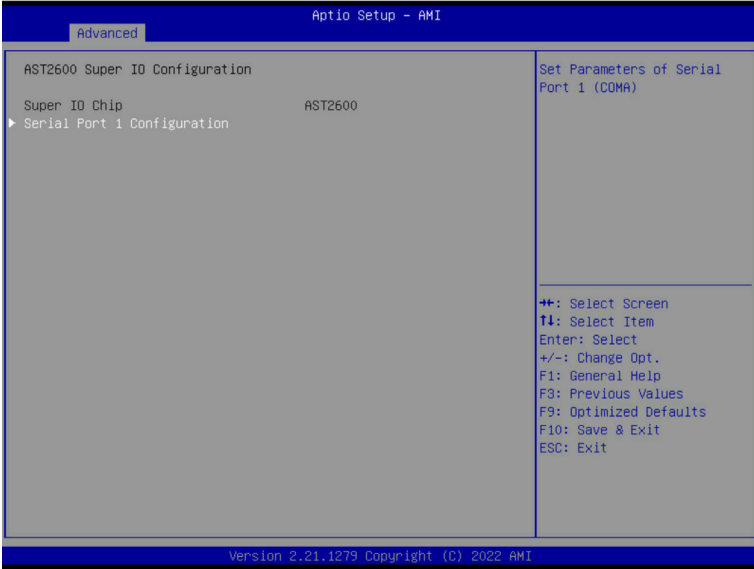 Aptio Setup – AMI
Advanced
AST2600 Super IO Configuration
Super IO Chip AST2600
▶ Serial Port 1 Configuration
Set Parameters of Serial
Port 1 (COMA)
→←: Select Screen
↑↓: Select Item
Enter: Select
+/-: Change Opt.
F1: General Help
F3: Previous Values
F9: Optimized Defaults
F10: Save & Exit
ESC: Exit
Version 2.21.1279 Copyright (C) 2022 AMI